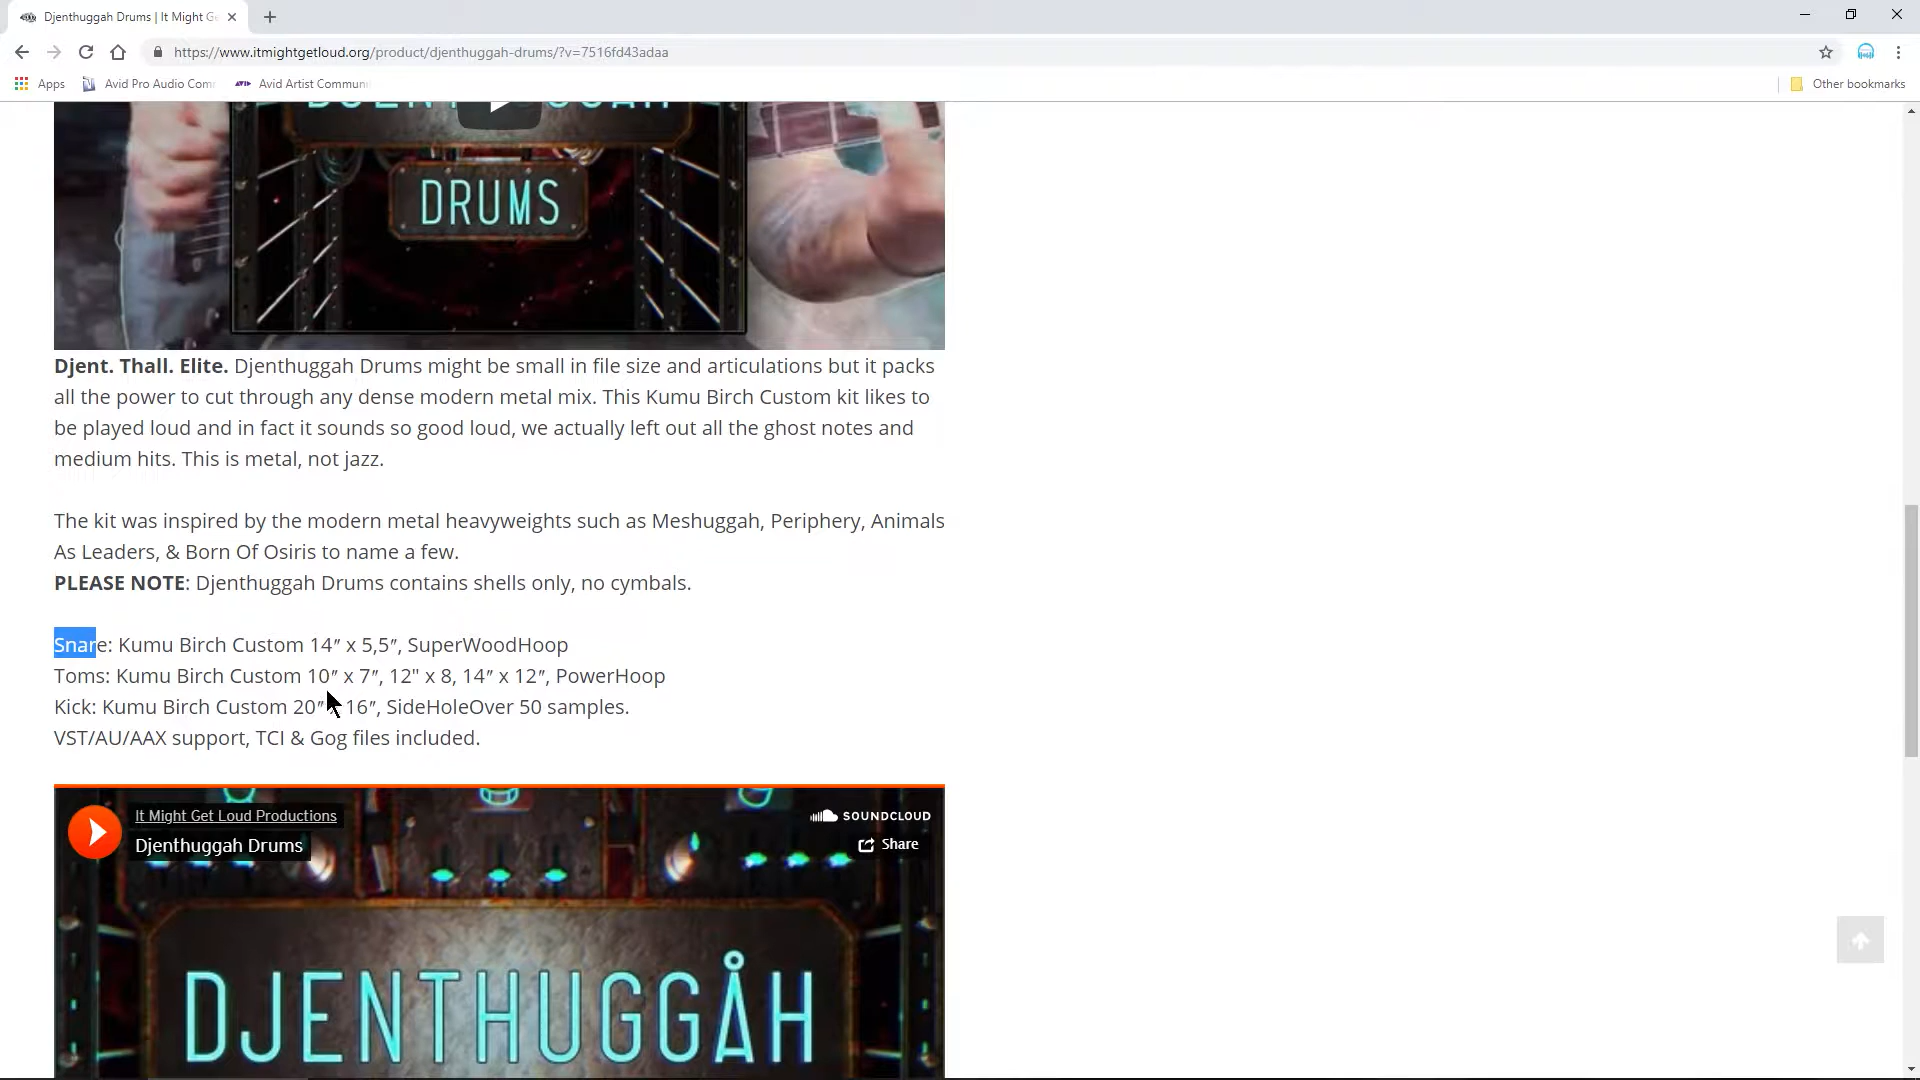 Djenthuggah Drums | It Might Ge
https://www.itmightgetloud.org/product/djenthuggah-drums/?v=7516fd43adaa
Apps Avid Pro Audio Com Avid Artist Commun Other bookmarks
DRUMS
Djent. Thall. Elite. Djenthuggah Drums might be small in file size and articulations but it packs
all the power to cut through any dense modern metal mix. This Kumu Birch Custom kit likes to
be played loud and in fact it sounds so good loud, we actually left out all the ghost notes and
medium hits. This is metal, not jazz.
The kit was inspired by the modern metal heavyweights such as Meshuggah, Periphery, Animals
As Leaders, & Born Of Osiris to name a few.
PLEASE NOTE: Djenthuggah Drums contains shells only, no cymbals.
Snare: Kumu Birch Custom 14″ x 5,5″, SuperWoodHoop
Toms: Kumu Birch Custom 10″ x 7″, 12" x 8, 14″ x 12″, PowerHoop
Kick: Kumu Birch Custom 20″ 16″, SideHoleOver 50 samples.
VST/AU/AAX support, TCI & Gog files included.
It Might Get Loud Productions
Djenthuggah Drums
SOUNDCLOUD
Share
DJENTHUGGÅH